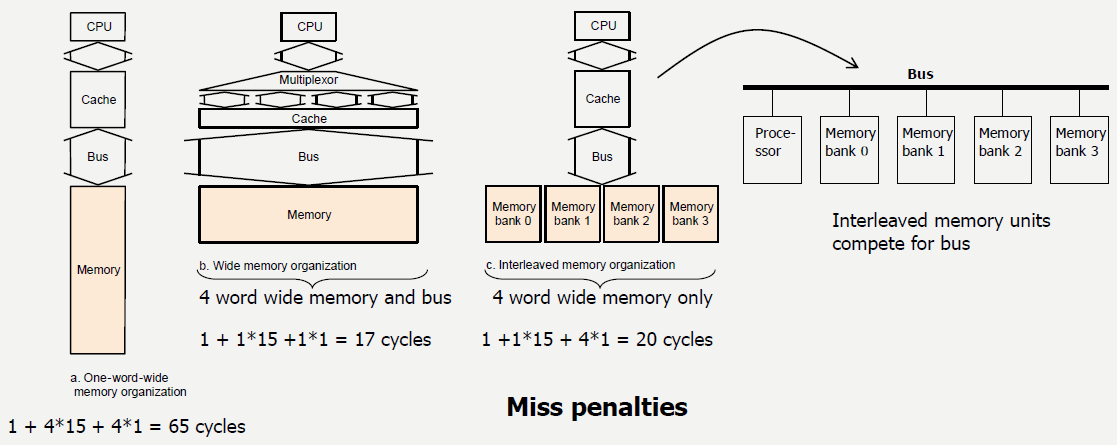 CPU
Cache
Bus
Memory
a. One-word-wide
memory organization
1 + 4*15 + 4*1 = 65 cycles
CPU
Multiplexor
Cache
Bus
Memory
b. Wide memory organization
4 word wide memory and bus
1 + 1*15 +1*1 = 17 cycles
CPU
Cache
Bus
Memory
bank 0
Memory
bank 1
Memory
bank 2
Memory
bank 3
c. Interleaved memory organization
4 word wide memory only
1 +1*15 + 4*1 = 20 cycles
Bus
Proce-
ssor
Memory
bank 0
Memory
bank 1
Memory
bank 2
Memory
bank 3
Interleaved memory units
compete for bus
Miss penalties